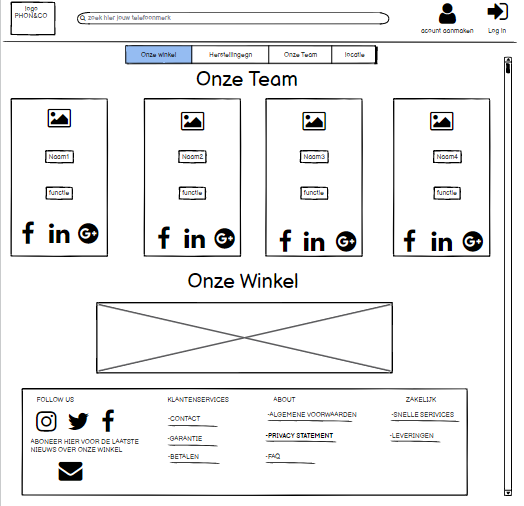 logo
PHON&CO
zoek hier jouw telefoonmerk
acount aanmaken
Log in
Onze winkel
Herstellingegn
Onze Team
locatie
Onze Team
Naam1
Naam2
Naam3
Naam4
functie
functie
functie
functie
Onze Winkel
FOLLOW US
KLANTENSERVICES
ABOUT
ZAKELIJK
-CONTACT
-ALGEMENE VOORWAARDEN
-SNELLE SERIVICES
ABONEER HIER VOOR DE LAATSTE
NIEUWS OVER ONZE WINKEL
-GARANTIE
-PRIVACY STATEMENT
-LEVERINGEN
-BETALEN
-FAQ